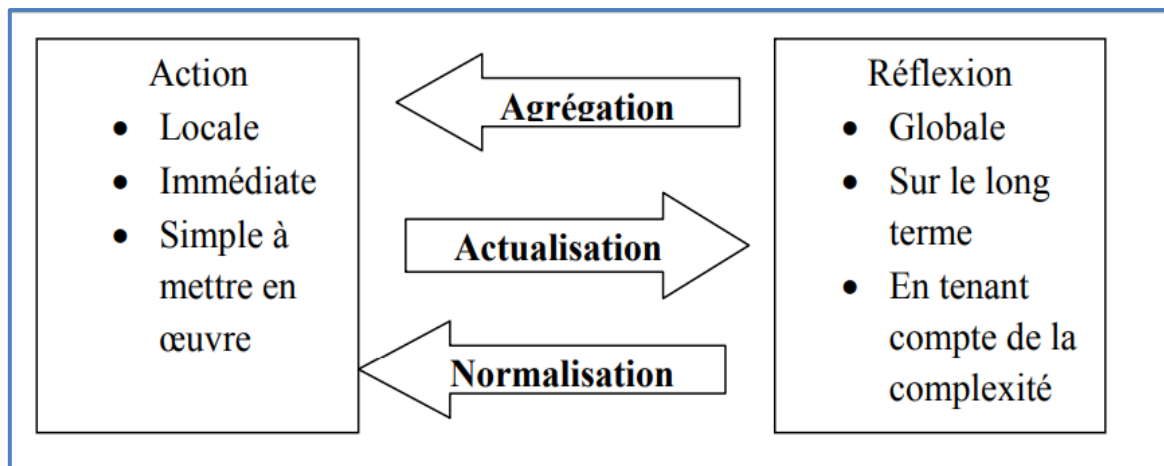 Action
• Locale
• Immédiate
• Simple à
mettre en
œuvre
Agrégation
Actualisation
Normalisation
Réflexion
• Globale
• Sur le long
terme
• En tenant
compte de la
complexité